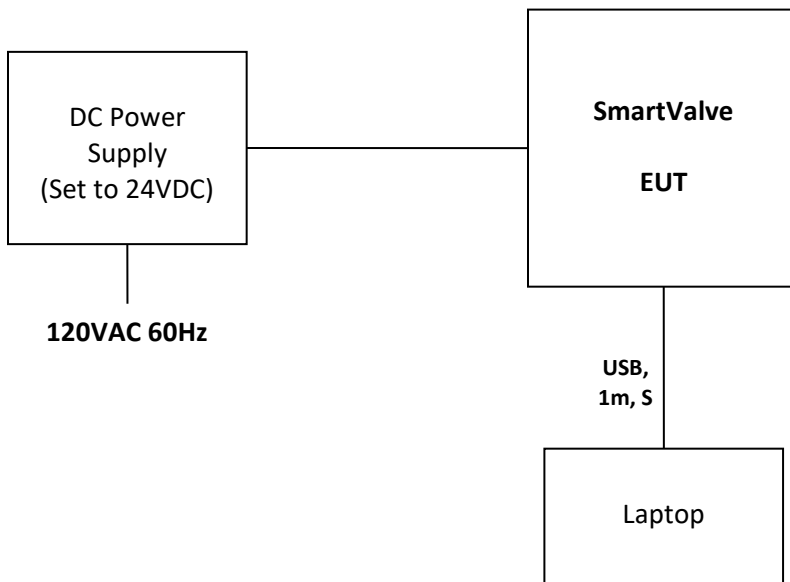 DC Power
Supply
(Set to 24VDC)
SmartValve
EUT
120VAC 60Hz
USB,
1m, S
Laptop